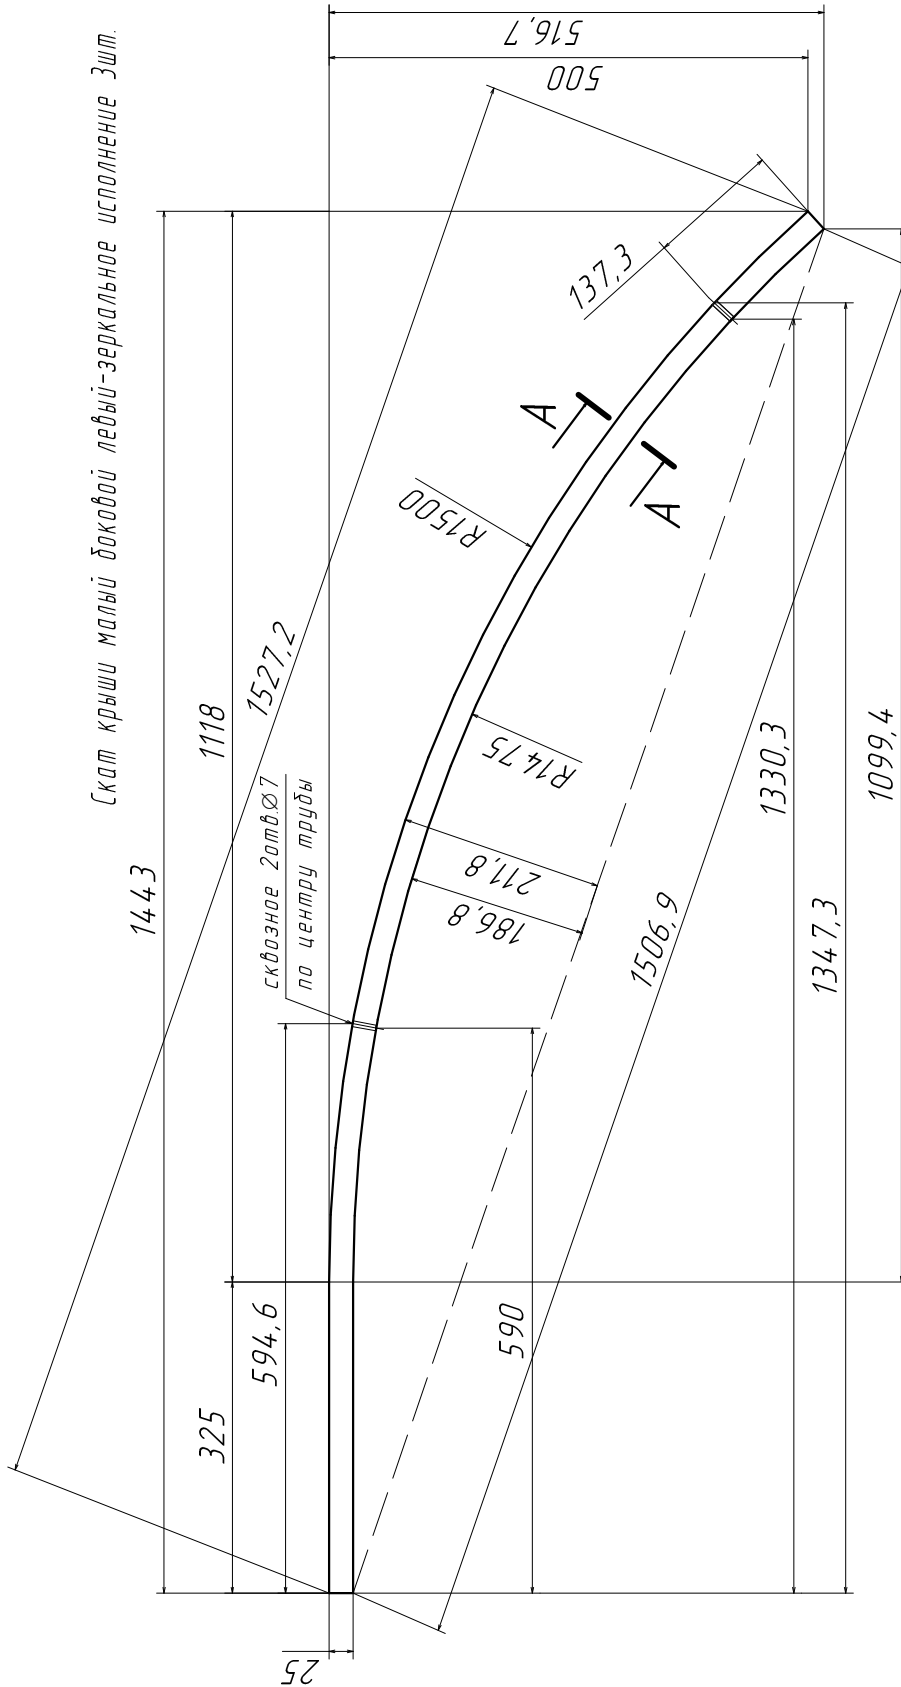 Скат крыши малый боковой левый-зеркальное исполнение 3шт.
1443
1118
325
1527,2
516,7
500
137,3
594,6
сквозное 2отв.∅7
по центру трубы
25
R1500
A
A
R1475
211,8
186,8
590
1506,9
1330,3
1347,3
1099,4